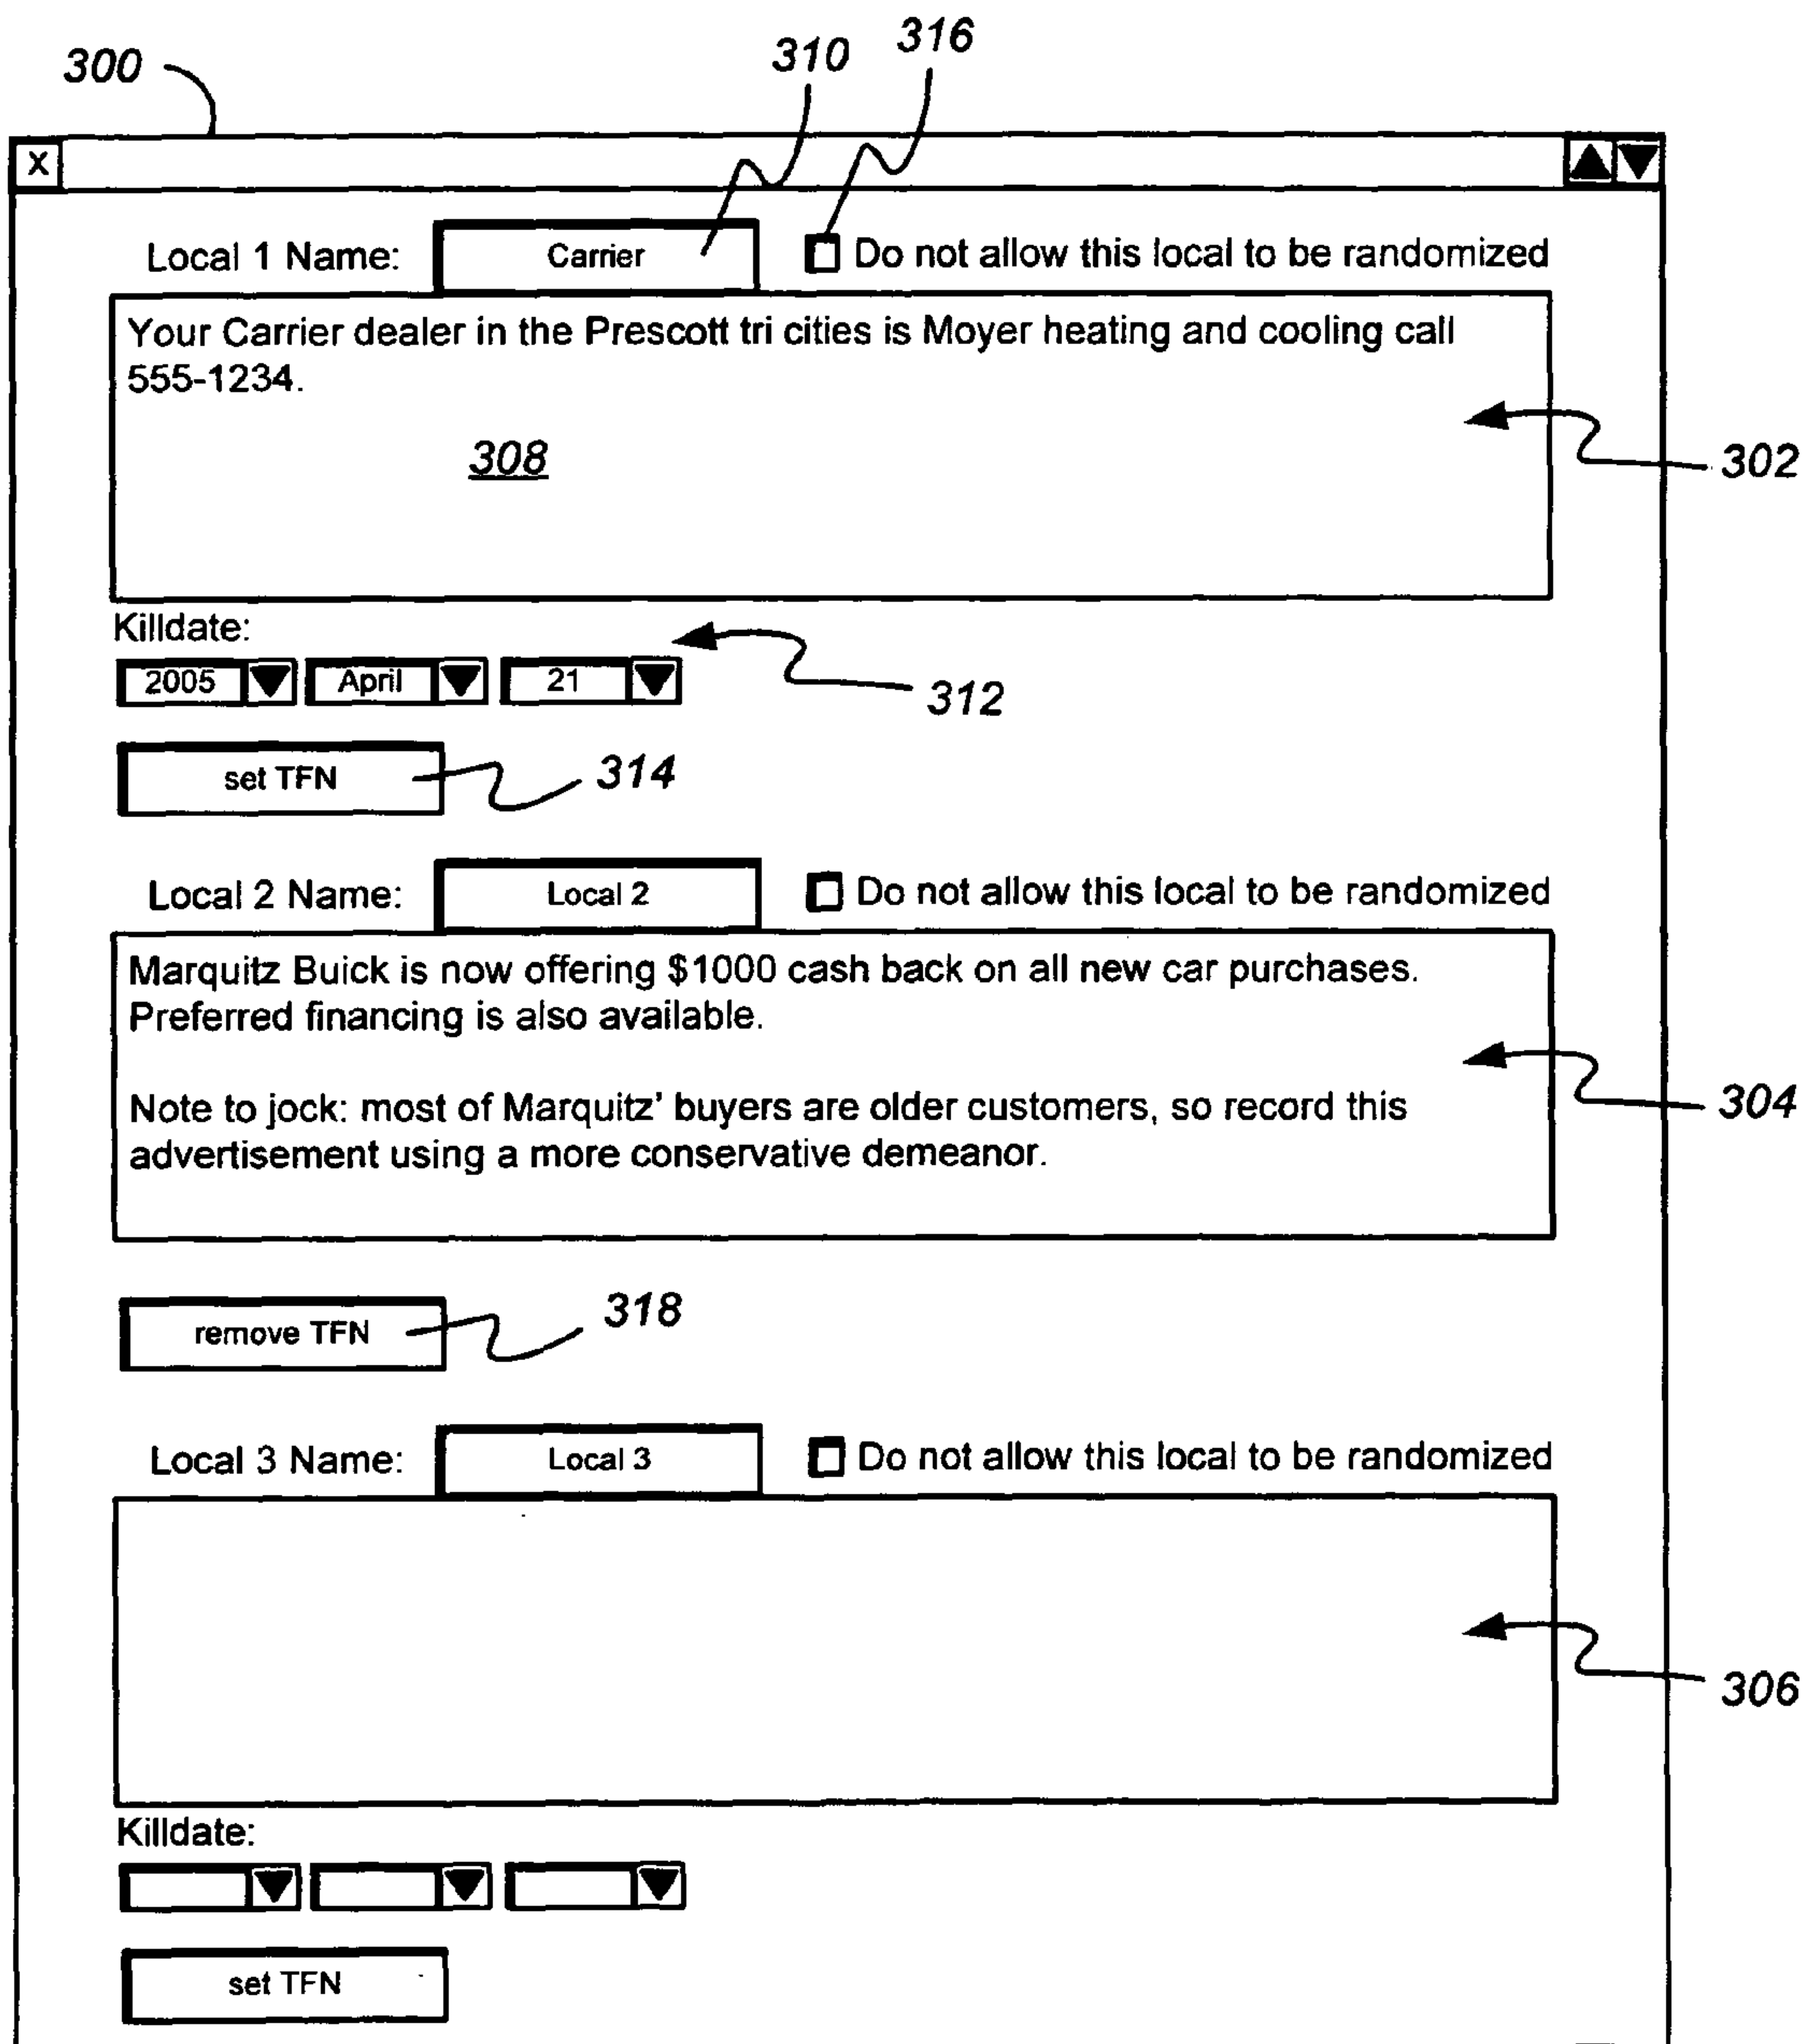 300
310
316
X
Local 1 Name: Carrier Do not allow this local to be randomized
Your Carrier dealer in the Prescott tri cities is Moyer heating and cooling call
555-1234.
308
302
Killdate:
2005 April 21
312
set TFN
314
Local 2 Name: Local 2 Do not allow this local to be randomized
Marquitz Buick is now offering $1000 cash back on all new car purchases.
Preferred financing is also available.
304
Note to jock: most of Marquitz’ buyers are older customers, so record this
advertisement using a more conservative demeanor.
318
remove TFN
Local 3 Name: Local 3 Do not allow this local to be randomized
306
Killdate:
set TFN